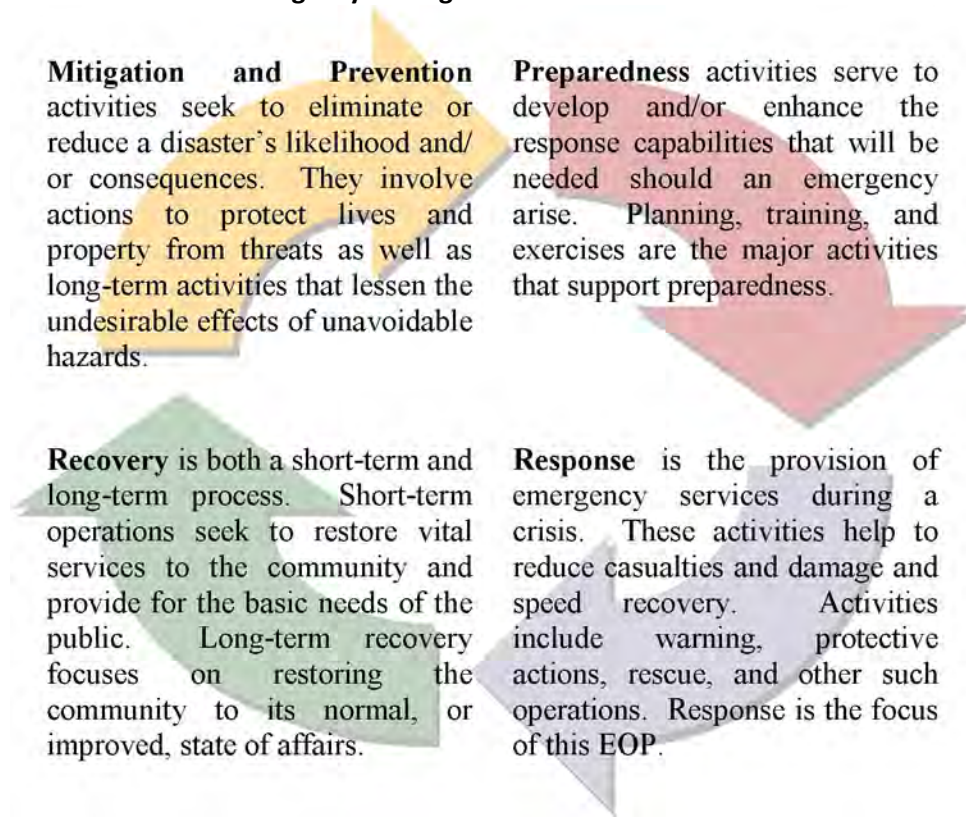 Mitigation and Prevention
activities seek to eliminate or
reduce a disaster's likelihood and/
or consequences. They involve
actions to protect lives and
property from threats as well as
long-term activities that lessen the
undesirable effects of unavoidable
hazards.
Preparedness activities serve to
develop and/or enhance the
response capabilities that will be
needed should an emergency
arise. Planning, training, and
exercises are the major activities
that support preparedness.
Recovery is both a short-term and
long-term process. Short-term
operations seek to restore vital
services to the community and
provide for the basic needs of the
public. Long-term recovery
focuses on restoring the
community to its normal, or
improved, state of affairs.
Response is the provision of
emergency services during a
crisis. These activities help to
reduce casualties and damage and
speed recovery. Activities
include warning, protective
actions, rescue, and other such
operations. Response is the focus
of this EOP.